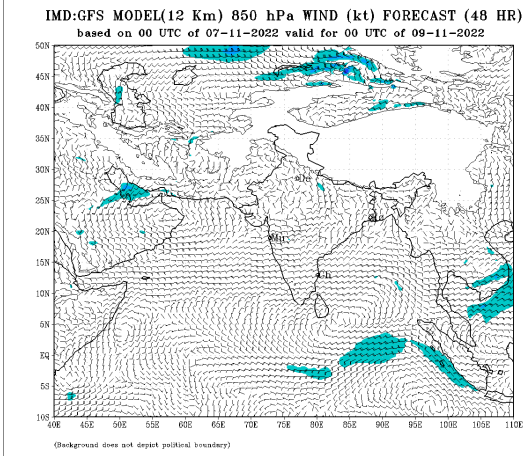 IMD:GFS MODEL(12 Km) 850 hPa WIND (kt) FORECAST (48 HR)
based on 00 UTC of 07-11-2022 valid for 00 UTC of 09-11-2022
50N
45N
40N
35N
30N
25N
20N
15N
10N
5N
EQ
5S
10S
Mu
Ch
40E 45E 50E 55E 60E 65E 70E 75E 80E 85E 90E 95E 100E 105E 110E
(Background does not depict political boundary)